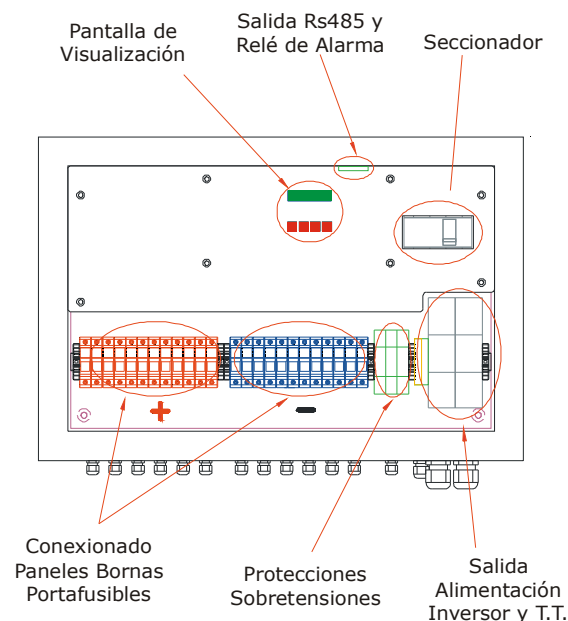 Pantalla de
Visualización
Salida Rs485 y
Relé de Alarma
Seccionador
+
-
Conexionado
Paneles Bornas
Portafusibles
Protecciones
Sobretensiones
Salida
Alimentación
Inversor y T.T.